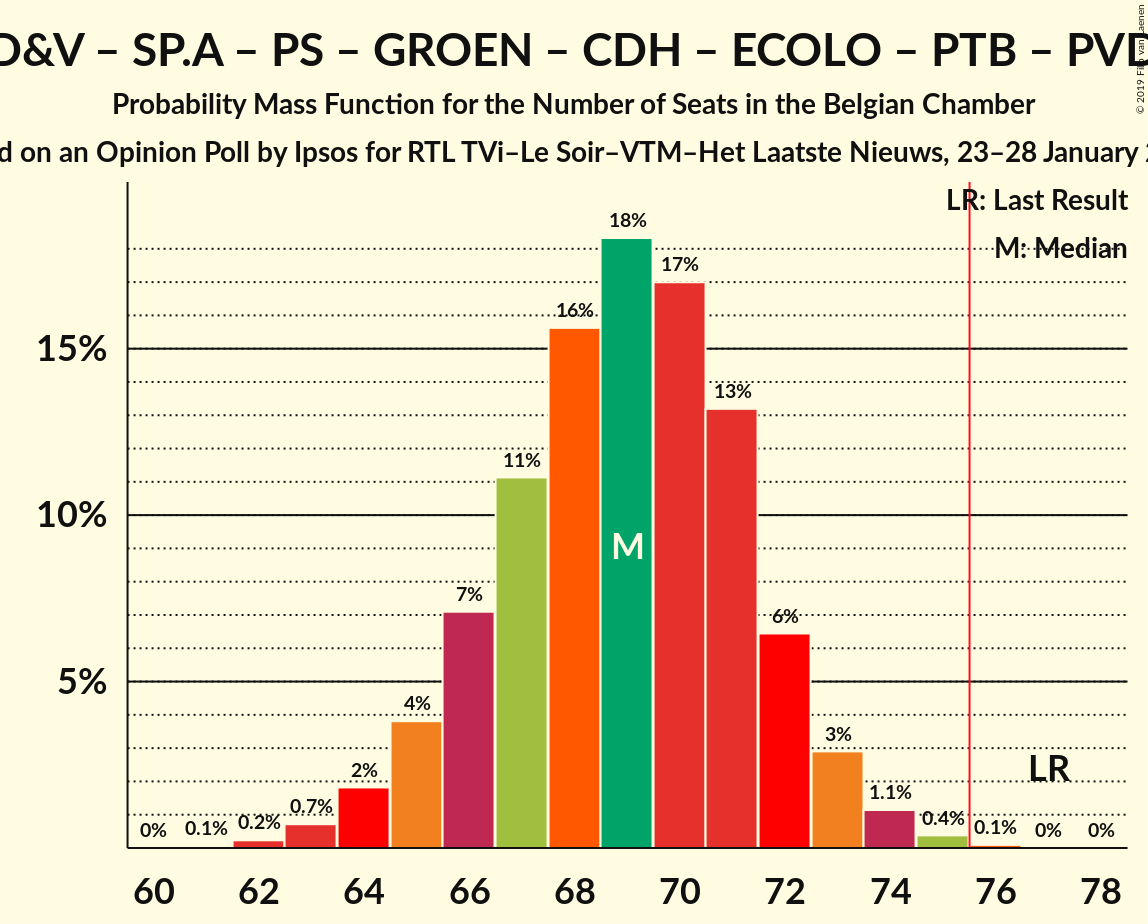 D&V – SP.A – PS – GROEN – CDH – ECOLO – PTB – PVD
Probability Mass Function for the Number of Seats in the Belgian Chamber
d on an Opinion Poll by Ipsos for RTL TVi–Le Soir–VTM–Het Laatste Nieuws, 23–28 January 2
© 2019 Filip van Laenen
LR: Last Result
M: Median
18%
17%
16%
15%
13%
11%
10%
M
7%
6%
5%
4%
3%
2%
LR
1.1%
0.7%
0.4%
0% 0.1% 0.2% 0.1% 0% 0%
60 62 64 66 68 70 72 74 76 78